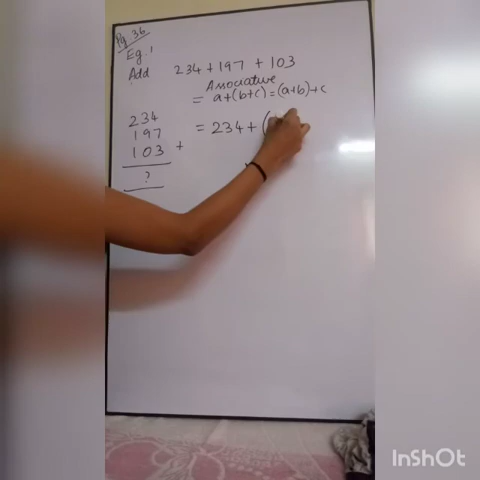 Pg. 36
Eg. 1
Add 234 + 197 + 103
Associative
= a+(b+c) = (a+b)+c
234
197
103 +
?
= 234 + (
InShOt